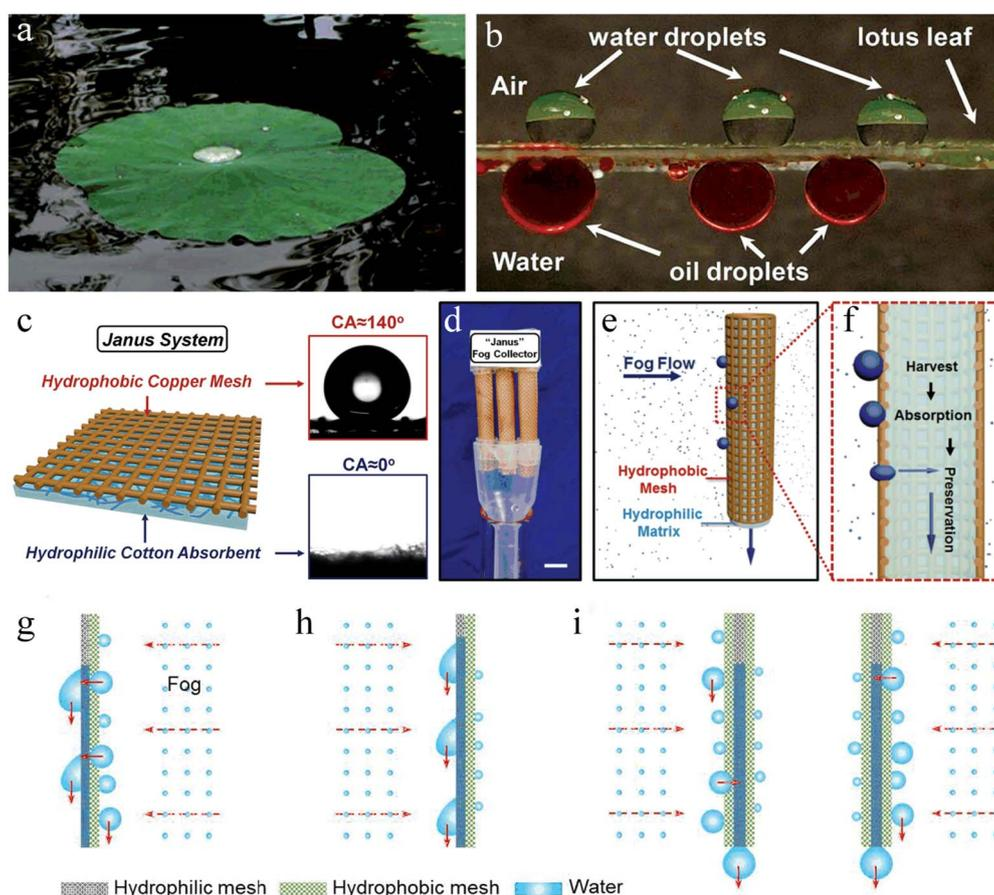 a
b
water droplets
lotus leaf
Air
Water
oil droplets
c
Janus System
Hydrophobic Copper Mesh
Hydrophilic Cotton Absorbent
CA≈140°
CA≈0°
d
"Janus"
Fog Collector
e
Fog Flow
Hydrophobic
Mesh
Hydrophilic
Matrix
f
Harvest
Absorption
Preservation
g
Fog
h
i
Hydrophilic mesh
Hydrophobic mesh
Water